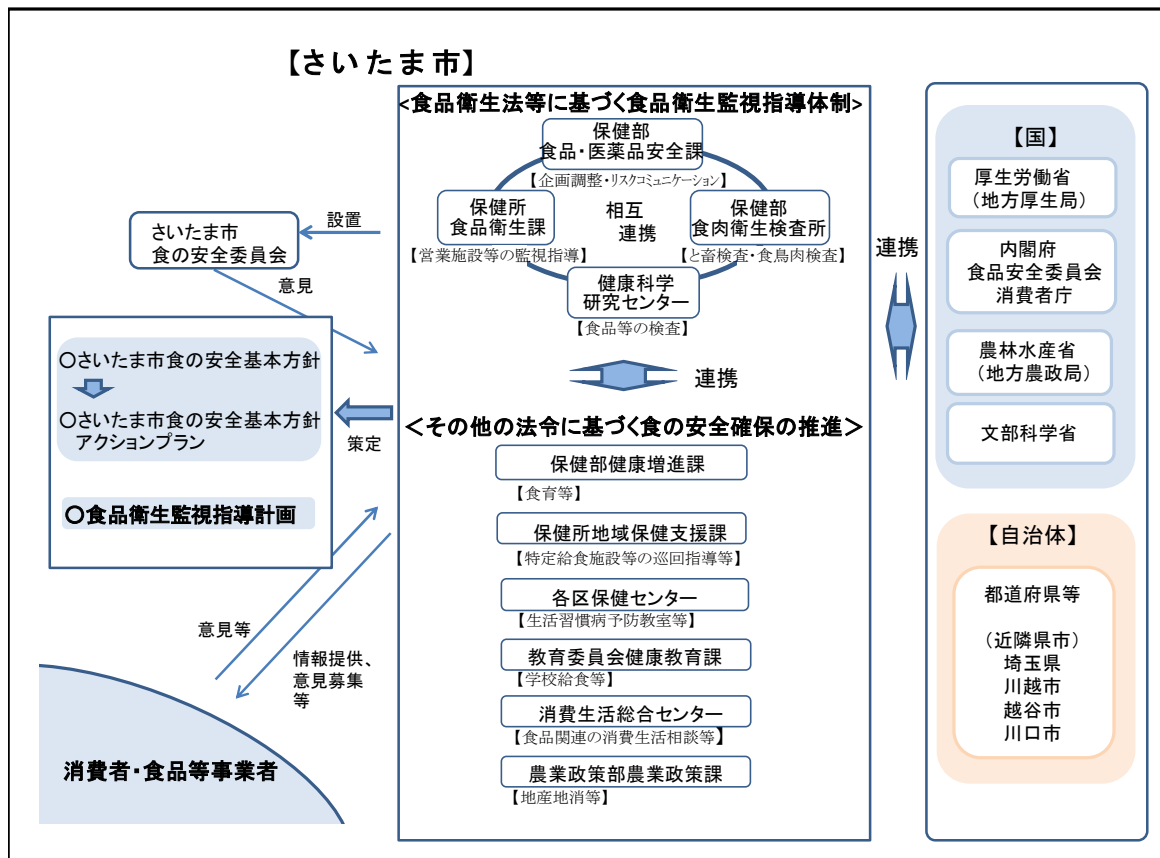 【さいたま市】
<食品衛生法等に基づく食品衛生監視指導体制>
保健部
食品・医薬品安全課
【企画調整・リスクコミュニケーション】
保健所
食品衛生課
【営業施設等の監視指導】
相互
連携
保健部
食肉衛生検査所
【と畜検査・食鳥肉検査】
健康科学
研究センター
【食品等の検査】
連携
<その他の法令に基づく食の安全確保の推進>
保健部健康増進課
【食育等】
保健所地域保健支援課
【特定給食施設等の巡回指導等】
各区保健センター
【生活習慣病予防教室等】
教育委員会健康教育課
【学校給食等】
消費生活総合センター
【食品関連の消費生活相談等】
農業政策部農業政策課
【地産地消等】
設置
さいたま市
食の安全委員会
意見
○さいたま市食の安全基本方針
○さいたま市食の安全基本方針
アクションプラン
○食品衛生監視指導計画
策定
意見等
情報提供、
意見募集
等
消費者・食品等事業者
連携
【国】
厚生労働省
（地方厚生局）
内閣府
食品安全委員会
消費者庁
農林水産省
（地方農政局）
文部科学省
【自治体】
都道府県等
（近隣県市）
埼玉県
川越市
越谷市
川口市